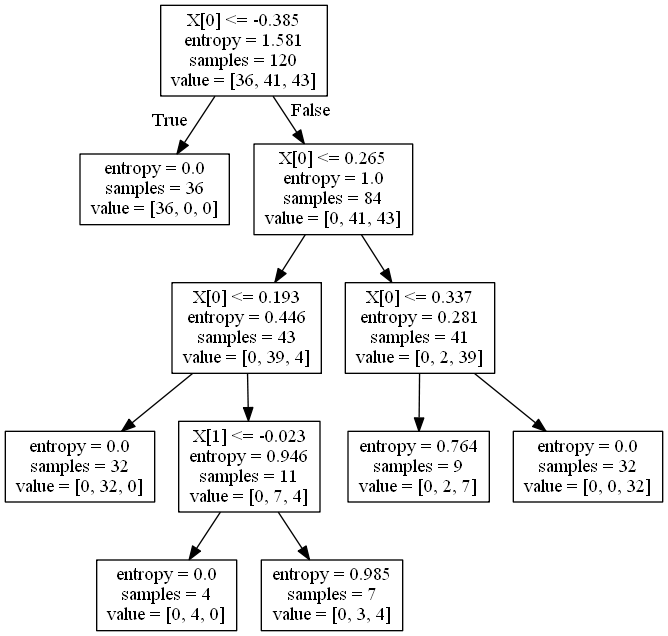 X[0] <= -0.385
entropy = 1.581
samples = 120
value = [36, 41, 43]
True
False
entropy = 0.0
samples = 36
value = [36, 0, 0]
X[0] <= 0.265
entropy = 1.0
samples = 84
value = [0, 41, 43]
X[0] <= 0.193
entropy = 0.446
samples = 43
value = [0, 39, 4]
X[0] <= 0.337
entropy = 0.281
samples = 41
value = [0, 2, 39]
entropy = 0.0
samples = 32
value = [0, 32, 0]
X[1] <= -0.023
entropy = 0.946
samples = 11
value = [0, 7, 4]
entropy = 0.764
samples = 9
value = [0, 2, 7]
entropy = 0.0
samples = 32
value = [0, 0, 32]
entropy = 0.0
samples = 4
value = [0, 4, 0]
entropy = 0.985
samples = 7
value = [0, 3, 4]